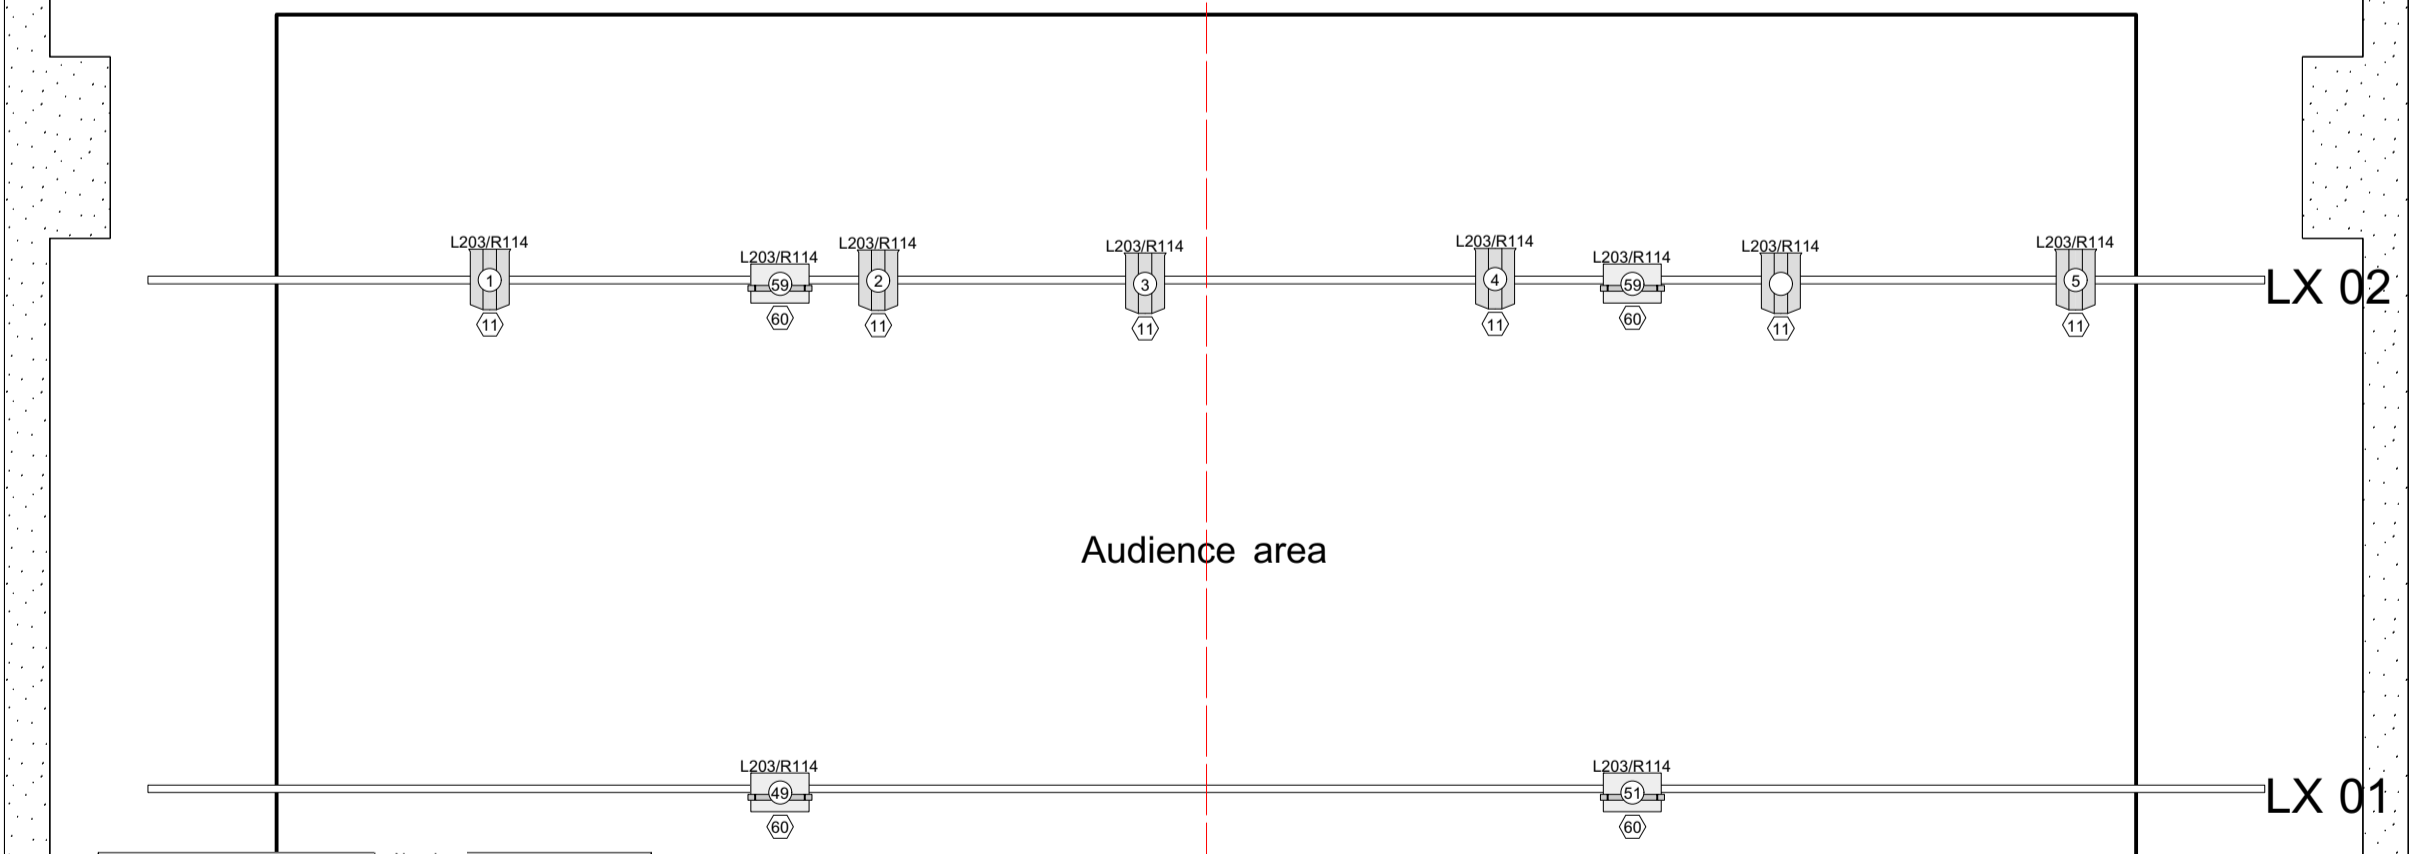 L203/R114 L203/R114 L203/R114 L203/R114 L203/R114 L203/R114 L203/R114 L203/R114
1 59 2 3 4 59 5 LX 02
11 60 11 11 11 60 11 11
Audience area
L203/R114 L203/R114
49 51 LX 01
60 60